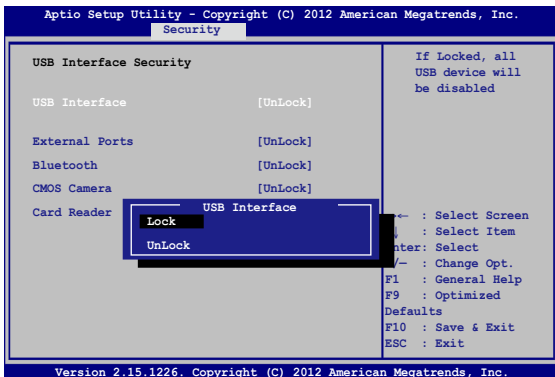 Aptio Setup Utility - Copyright (C) 2012 American Megatrends, Inc.
Security
USB Interface Security
USB Interface [UnLock]
External Ports [UnLock]
Bluetooth [UnLock]
CMOS Camera [UnLock]
Card Reader
USB Interface
Lock
UnLock
If Locked, all
USB device will
be disabled
← : Select Screen
: Select Item
nter: Select
/— : Change Opt.
F1 : General Help
F9 : Optimized
Defaults
F10 : Save & Exit
ESC : Exit
Version 2.15.1226. Copyright (C) 2012 American Megatrends, Inc.